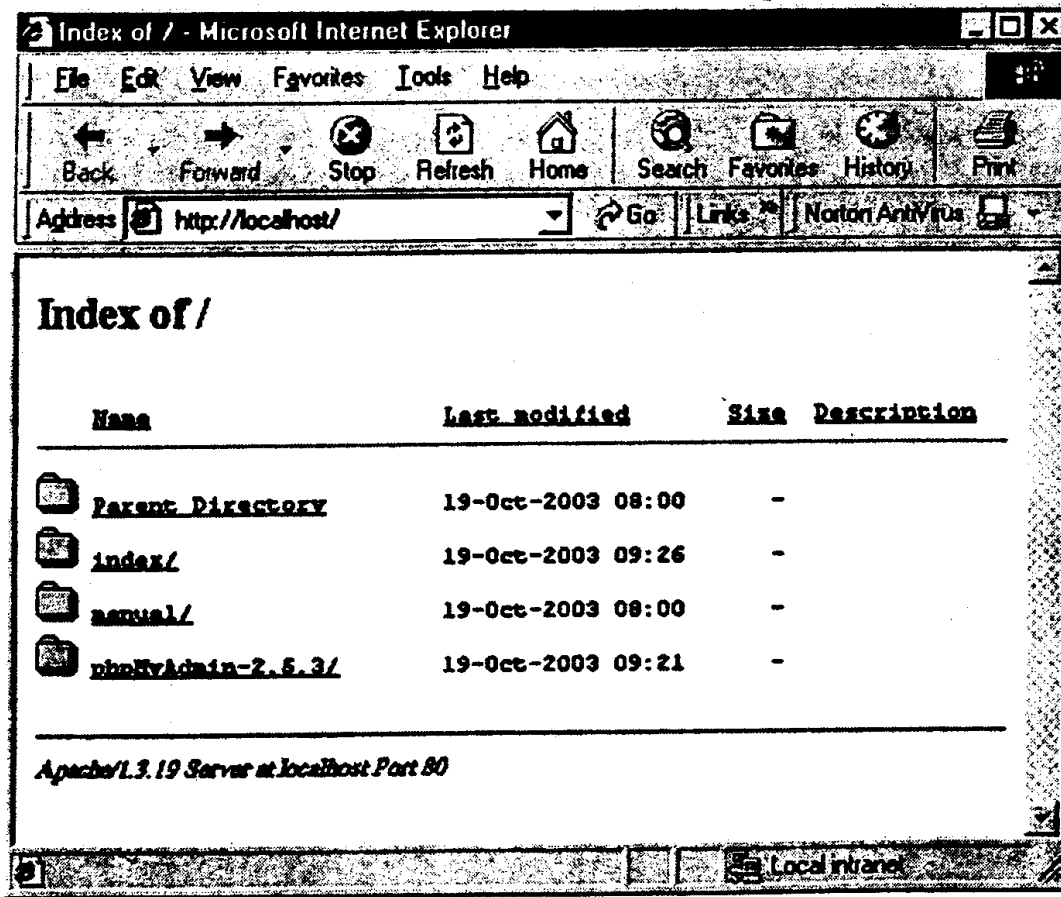 Index of / - Microsoft Internet Explorer
File Edit View Favorites Tools Help
Back Forward Stop Refresh Home Search Favorites History Print
Address http://localhost/ Go Links » Norton AntiVirus
Index of /
Name Last modified Size Description
Parent Directory 19-Oct-2003 08:00 -
index/ 19-Oct-2003 09:26 -
manual/ 19-Oct-2003 08:00 -
phpMyAdmin-2.5.3/ 19-Oct-2003 09:21 -
Apache/1.3.19 Server at localhost Port 80
Local intranet